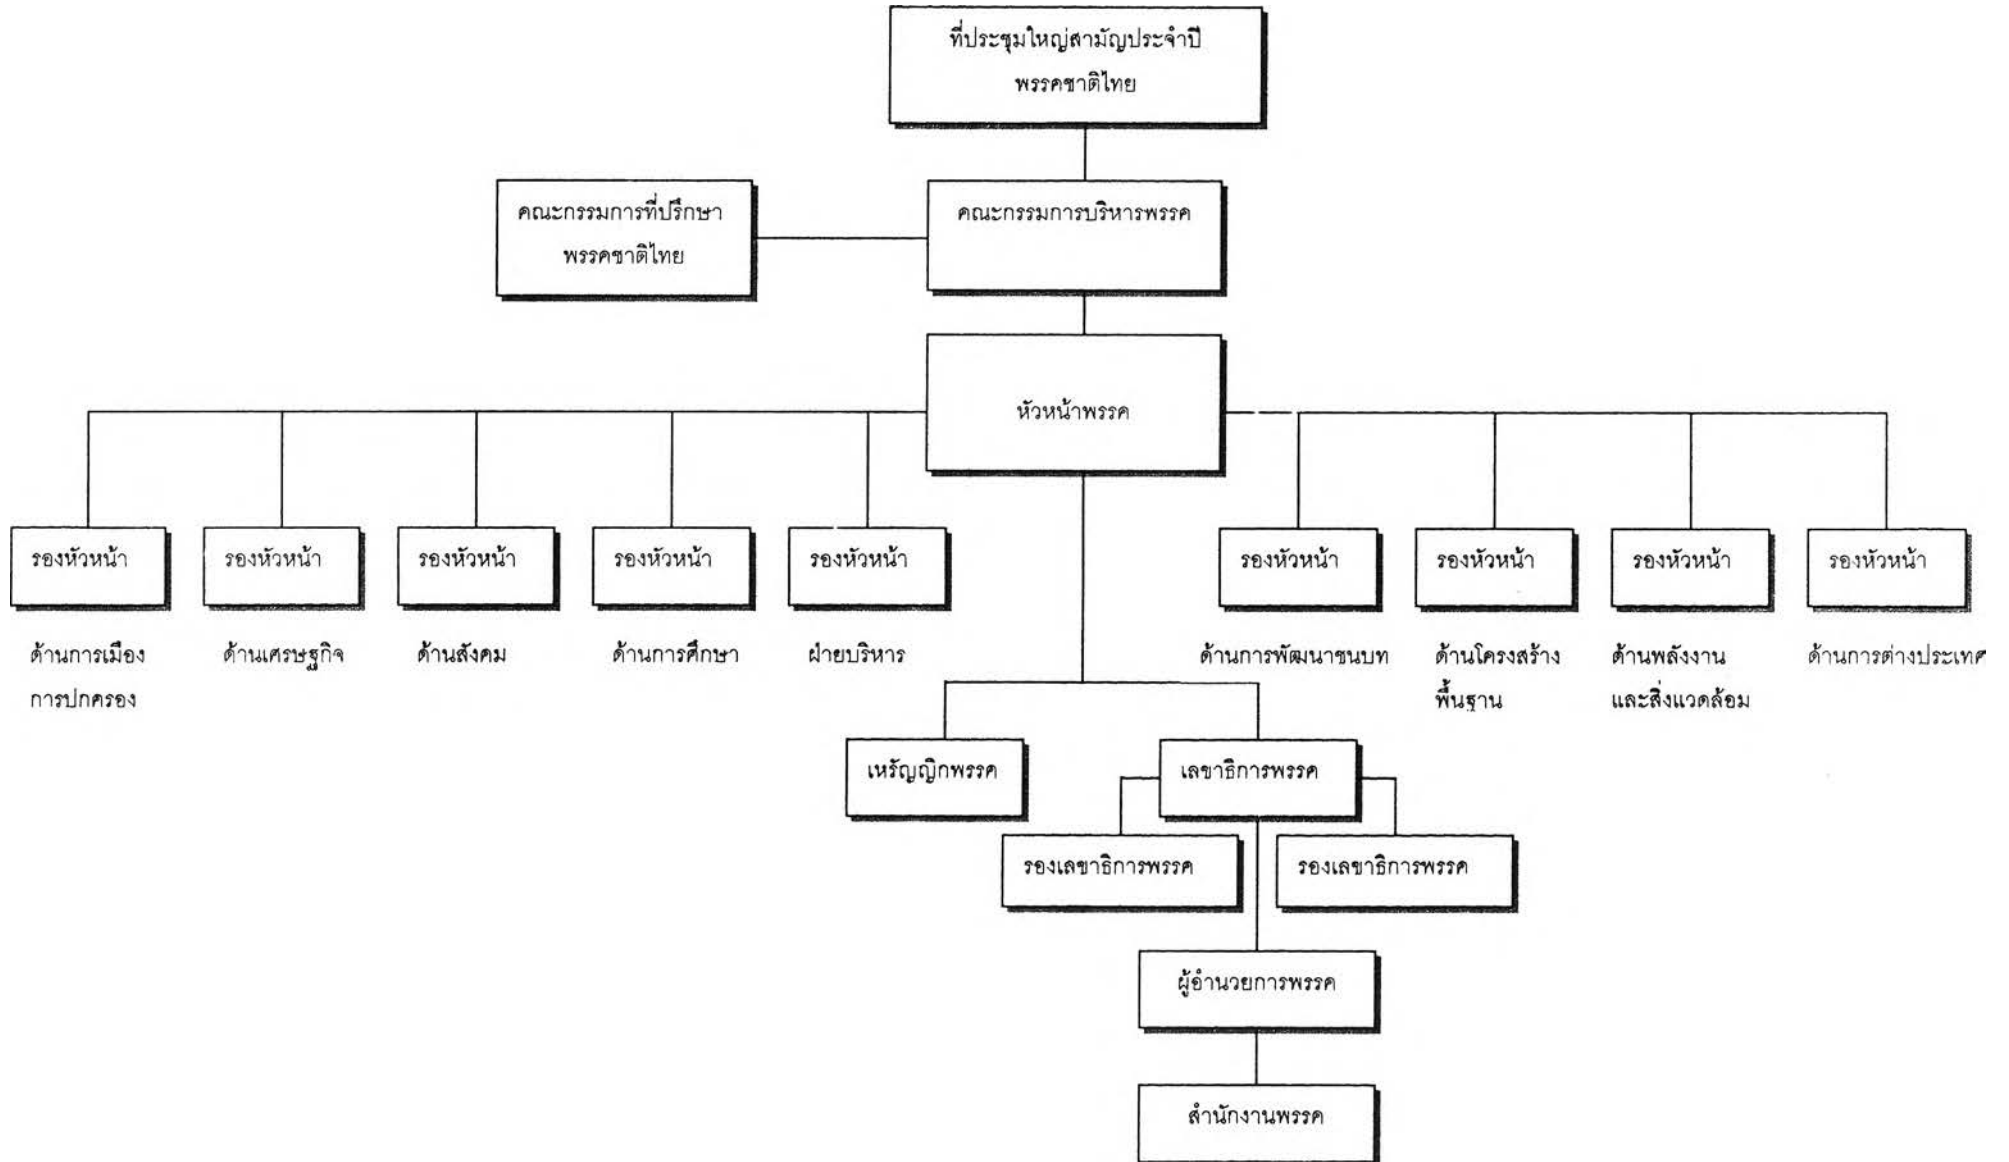 ที่ประชุมใหญ่สามัญประจำปี
พรรคชาติไทย
คณะกรรมการที่ปรึกษา
พรรคชาติไทย
คณะกรรมการบริหารพรรค
หัวหน้าพรรค
รองหัวหน้า
ด้านการเมือง
การปกครอง
รองหัวหน้า
ด้านเศรษฐกิจ
รองหัวหน้า
ด้านสังคม
รองหัวหน้า
ด้านการศึกษา
รองหัวหน้า
ฝ่ายบริหาร
รองหัวหน้า
ด้านการพัฒนาชนบท
รองหัวหน้า
ด้านโครงสร้าง
พื้นฐาน
รองหัวหน้า
ด้านพลังงาน
และสิ่งแวดล้อม
รองหัวหน้า
ด้านการต่างประเทศ
เหรัญญิกพรรค
เลขาธิการพรรค
รองเลขาธิการพรรค
รองเลขาธิการพรรค
ผู้อำนวยการพรรค
สำนักงานพรรค